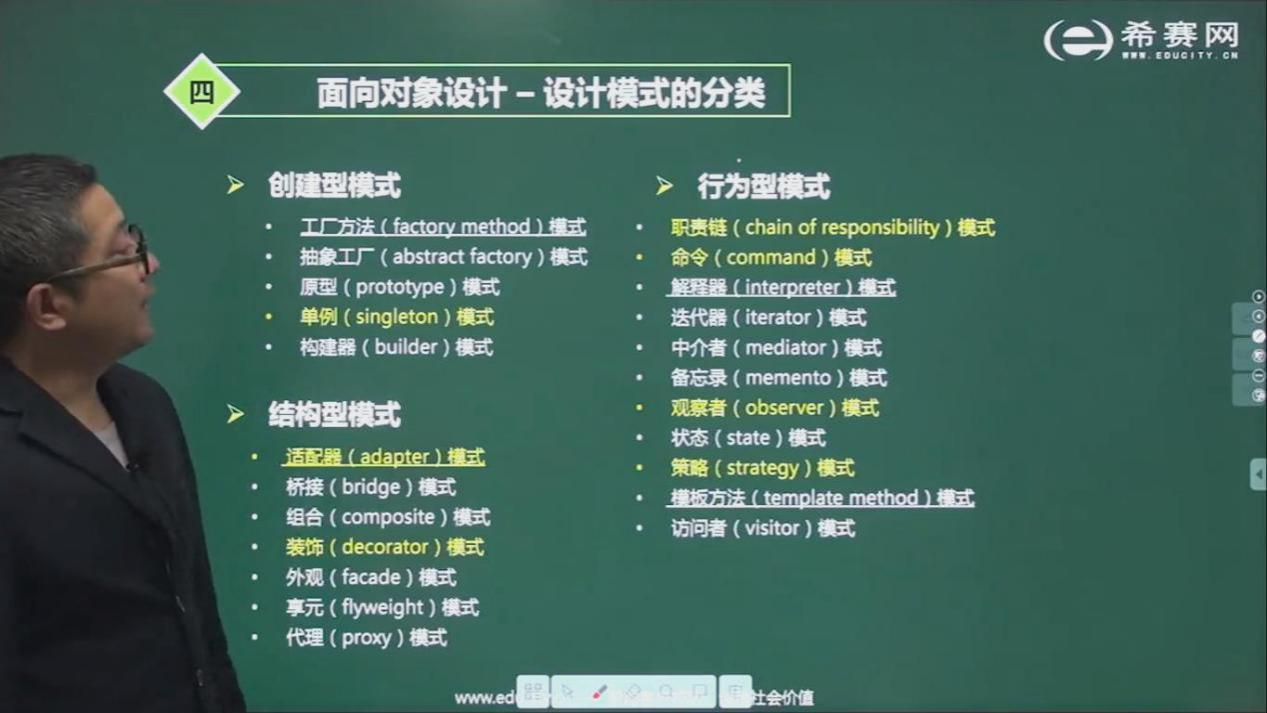 希赛网
WWW.EDUCITY.CN
四
面向对象设计 – 设计模式的分类
创建型模式
工厂方法（factory method）模式
抽象工厂（abstract factory）模式
原型（prototype）模式
单例（singleton）模式
构建器（builder）模式
结构型模式
适配器（adapter）模式
桥接（bridge）模式
组合（composite）模式
装饰（decorator）模式
外观（facade）模式
享元（flyweight）模式
代理（proxy）模式
行为型模式
职责链（chain of responsibility）模式
命令（command）模式
解释器（interpreter）模式
迭代器（iterator）模式
中介者（mediator）模式
备忘录（memento）模式
观察者（observer）模式
状态（state）模式
策略（strategy）模式
模板方法（template method）模式
访问者（visitor）模式
www.edu
社会价值